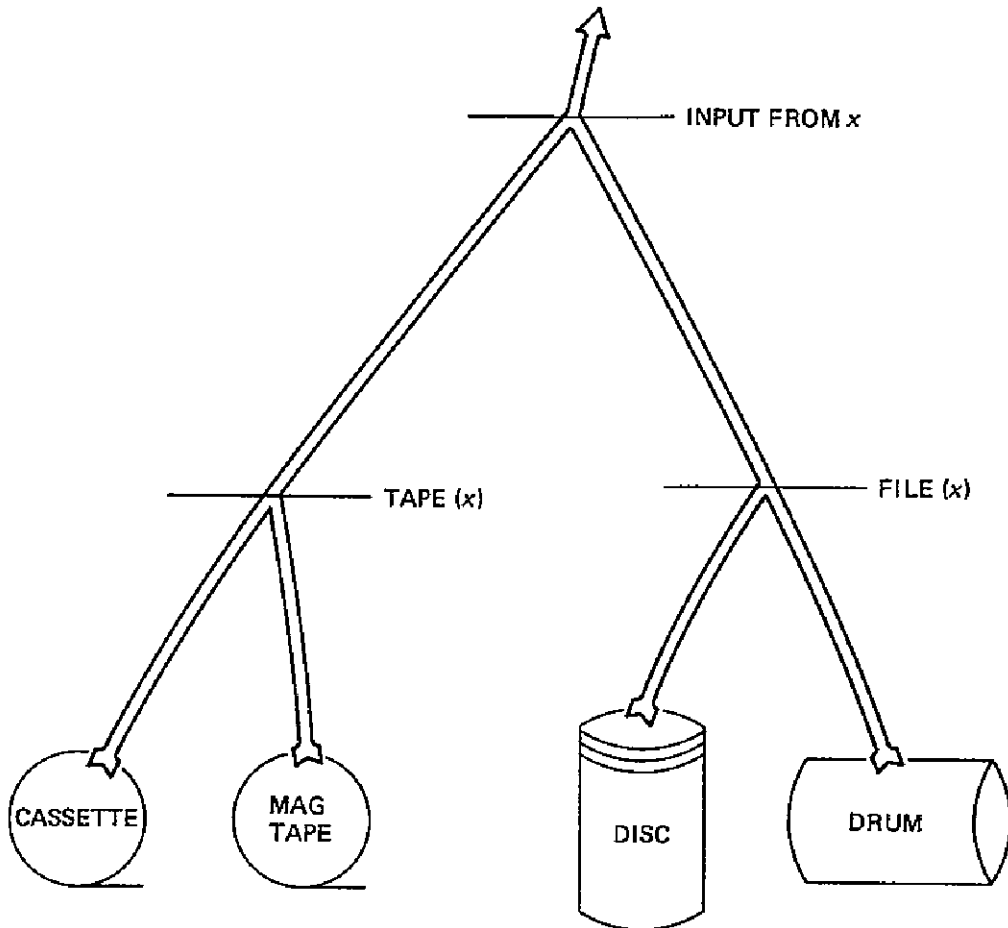 INPUT FROM x
TAPE (x)
FILE (x)
CASSETTE
MAG
TAPE
DISC
DRUM